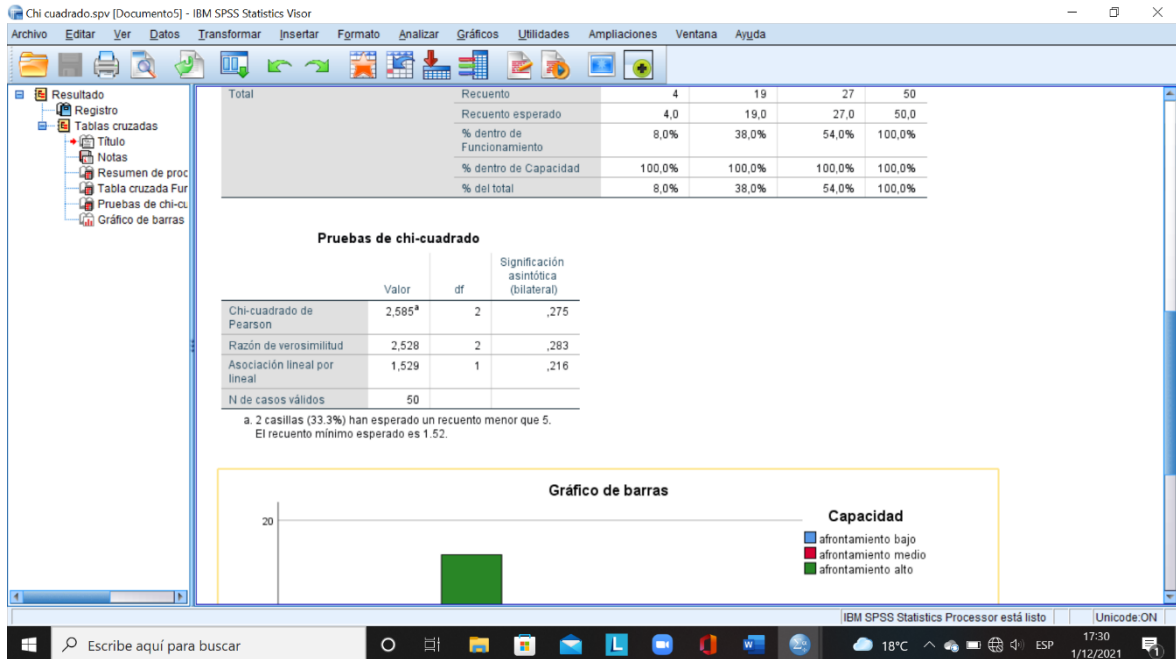 Chi cuadrado.spv [Documento5] - IBM SPSS Statistics Visor
Archivo Editar Ver Datos Transformar Insertar Formato Analizar Gráficos Utilidades Ampliaciones Ventana Ayuda
Resultado
Registro
Tablas cruzadas
Título
Notas
Resumen de proc
Tabla cruzada Fur
Pruebas de chi-cu
Gráfico de barras
Total Recuento 4 19 27 50
Recuento esperado 4,0 19,0 27,0 50,0
% dentro de Funcionamiento 8,0% 38,0% 54,0% 100,0%
% dentro de Capacidad 100,0% 100,0% 100,0% 100,0%
% del total 8,0% 38,0% 54,0% 100,0%
Pruebas de chi-cuadrado
Valor df Significación asintótica (bilateral)
Chi-cuadrado de Pearson 2,585a 2 ,275
Razón de verosimilitud 2,528 2 ,283
Asociación lineal por lineal 1,529 1 ,216
N de casos válidos 50
a. 2 casillas (33.3%) han esperado un recuento menor que 5.
El recuento mínimo esperado es 1.52.
Gráfico de barras
20
Capacidad
afrontamiento bajo
afrontamiento medio
afrontamiento alto
IBM SPSS Statistics Processor está listo Unicode:ON
Escribe aquí para buscar
L
W
18°C
ESP
17:30
1/12/2021